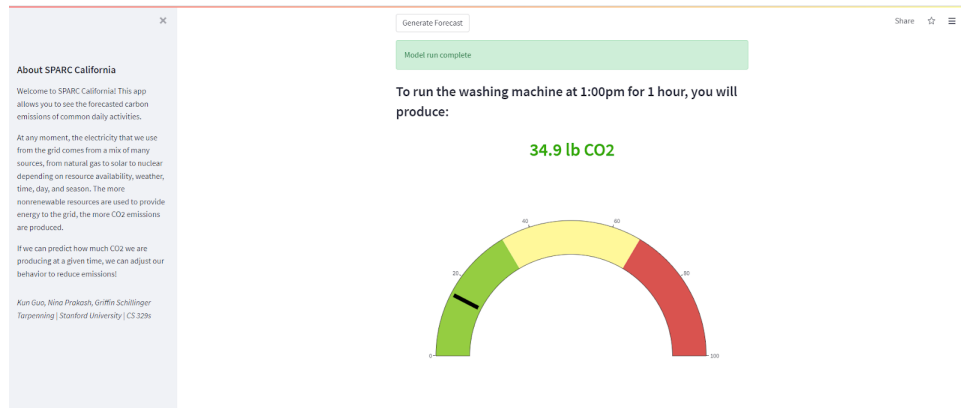 ×
Generate Forecast
Share
Model run complete
About SPARC California
Welcome to SPARC California! This app
allows you to see the forecasted carbon
emissions of common daily activities.
At any moment, the electricity that we use
from the grid comes from a mix of many
sources, from natural gas to solar to nuclear
depending on resource availability, weather,
time, day, and season. The more
nonrenewable resources are used to provide
energy to the grid, the more CO2 emissions
are produced.
If we can predict how much CO2 we are
producing at a given time, we can adjust our
behavior to reduce emissions!
Kun Guo, Nina Prakash, Griffin Schillinger
Tarpenning | Stanford University | CS 329s
To run the washing machine at 1:00pm for 1 hour, you will
produce:
34.9 lb CO2
0
20
40
60
80
100